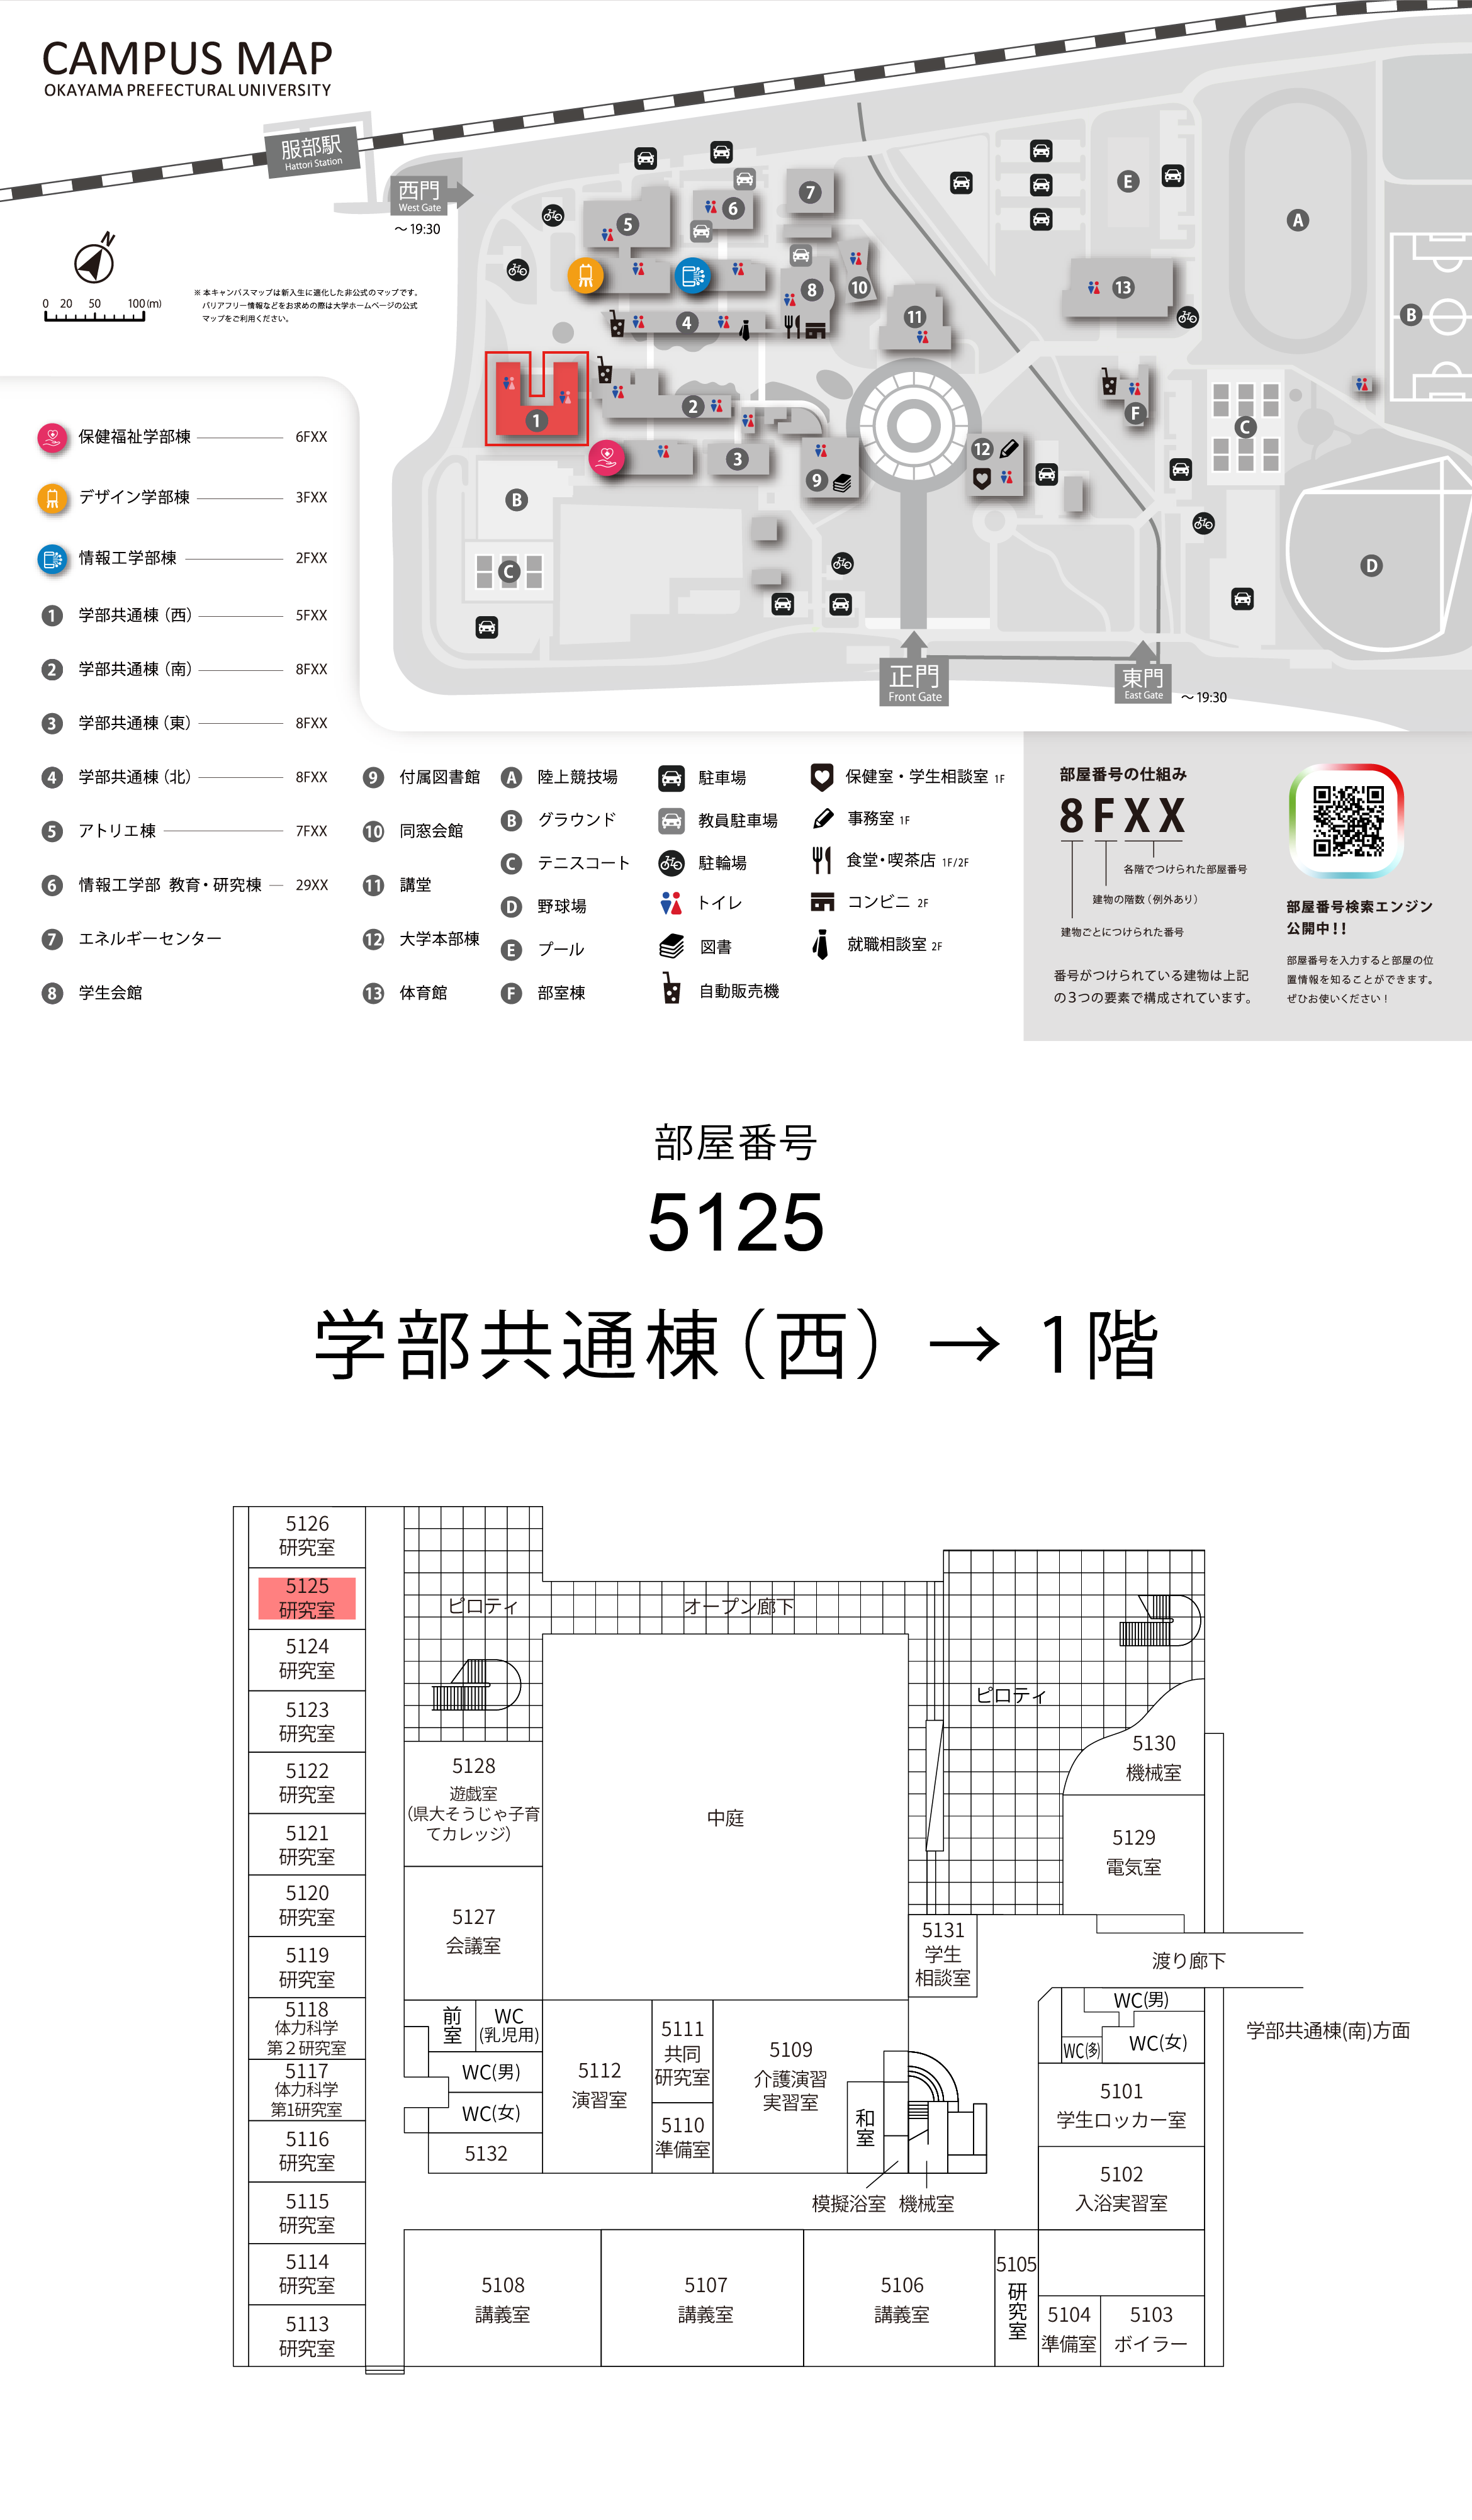 CAMPUS MAP
OKAYAMA PREFECTURAL UNIVERSITY
服部駅
Hattori Station
西門
West Gate
～19:30
N
0 20 50 100(m)
※ 本キャンパスマップは新入生に適化した非公式のマップです。
バリアフリー情報などをお求めの際は大学ホームページの公式
マップをご利用ください。
5
6
7
4
8
10
11
13
1
2
3
9
12
A
B
C
D
E
F
B
C
正門
Front Gate
東門
East Gate
～19:30
保健福祉学部棟 6FXX
デザイン学部棟 3FXX
情報工学部棟 2FXX
1 学部共通棟（西） 5FXX
2 学部共通棟（南） 8FXX
3 学部共通棟（東） 8FXX
4 学部共通棟（北） 8FXX
5 アトリエ棟 7FXX
6 情報工学部 教育・研究棟 29XX
7 エネルギーセンター
8 学生会館
9 付属図書館
10 同窓会館
11 講堂
12 大学本部棟
13 体育館
A 陸上競技場
B グラウンド
C テニスコート
D 野球場
E プール
F 部室棟
駐車場
教員駐車場
駐輪場
トイレ
図書
自動販売機
保健室・学生相談室 1F
事務室 1F
食堂・喫茶店 1F/2F
コンビニ 2F
就職相談室 2F
部屋番号の仕組み
8FXX
各階でつけられた部屋番号
建物の階数（例外あり）
建物ごとにつけられた番号
番号がつけられている建物は上記
の３つの要素で構成されています。
部屋番号検索エンジン
公開中！！
部屋番号を入力すると部屋の位
置情報を知ることができます。
ぜひお使いください！
部屋番号
5125
学部共通棟（西） → 1階
5126
研究室
5125
研究室
5124
研究室
5123
研究室
5122
研究室
5121
研究室
5120
研究室
5119
研究室
5118
体力科学
第２研究室
5117
体力科学
第1研究室
5116
研究室
5115
研究室
5114
研究室
5113
研究室
ピロティ
オープン廊下
ピロティ
5128
遊戯室
（県大そうじゃ子育
てカレッジ）
中庭
5127
会議室
5130
機械室
5129
電気室
5131
学生
相談室
渡り廊下
学部共通棟(南)方面
前室
WC
(乳児用)
WC(男)
WC(女)
5132
5112
演習室
5111
共同
研究室
5110
準備室
5109
介護演習
実習室
和室
模擬浴室
機械室
WC(男)
WC(多)
WC(女)
5101
学生ロッカー室
5102
入浴実習室
5108
講義室
5107
講義室
5106
講義室
5105
研究室
5104
準備室
5103
ボイラー